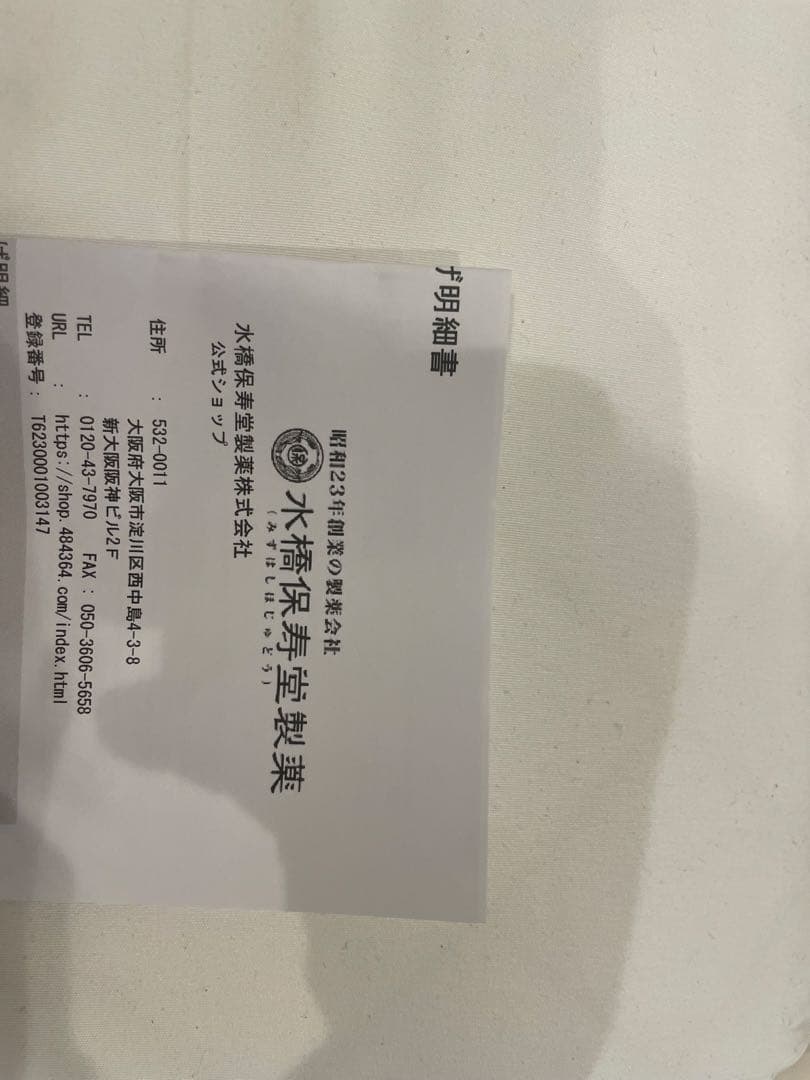 げ明細書
昭和23年創業の製薬会社
保
水橋保寿堂製薬
(みずはしほじゅどう)
水橋保寿堂製薬株式会社
公式ショップ
住所 : 532-0011
大阪府大阪市淀川区西中島4-3-8
新大阪阪神ビル2F
TEL : 0120-43-7970 FAX : 050-3606-5658
URL : https://shop.484364.com/index.html
登録番号: T6230001003147
げ明細